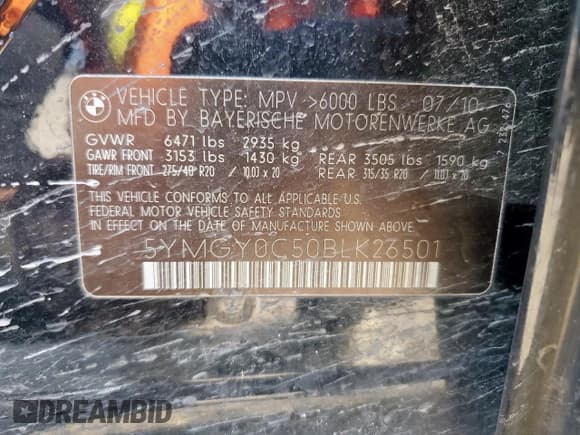 BMW
VEHICLE TYPE: MPV >6000 LBS 07/10
MFD BY BAYERISCHE MOTORENWERKE AG
GVWR 6471 lbs 2935 kg
GAWR FRONT 3153 lbs 1430 kg REAR 3505 lbs 1590 kg
TIRE/RIM FRONT 275/40 R20 / 10.0J x 20 REAR 315/35 R20 / 11.0J x 20
THIS VEHICLE CONFORMS TO ALL APPLICABLE U.S.
FEDERAL MOTOR VEHICLE SAFETY STANDARDS
IN EFFECT ON THE DATE OF MANUFACTURE SHOWN ABOVE.
5YMGY0C50BLK26501
DREAMBID